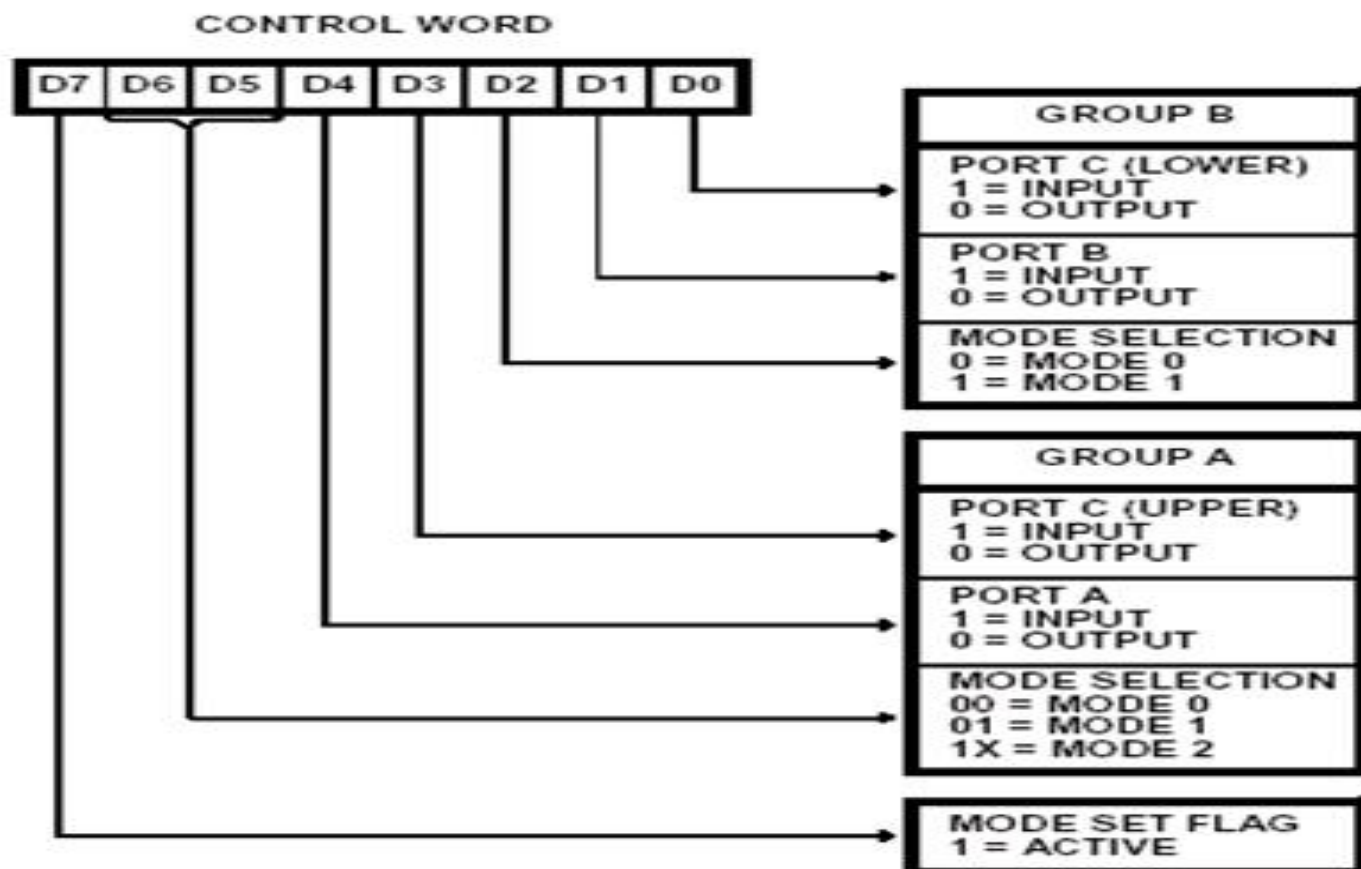 CONTROL WORD
D7 D6 D5 D4 D3 D2 D1 D0
GROUP B
PORT C (LOWER)
1 = INPUT
0 = OUTPUT
PORT B
1 = INPUT
0 = OUTPUT
MODE SELECTION
0 = MODE 0
1 = MODE 1
GROUP A
PORT C (UPPER)
1 = INPUT
0 = OUTPUT
PORT A
1 = INPUT
0 = OUTPUT
MODE SELECTION
00 = MODE 0
01 = MODE 1
1X = MODE 2
MODE SET FLAG
1 = ACTIVE